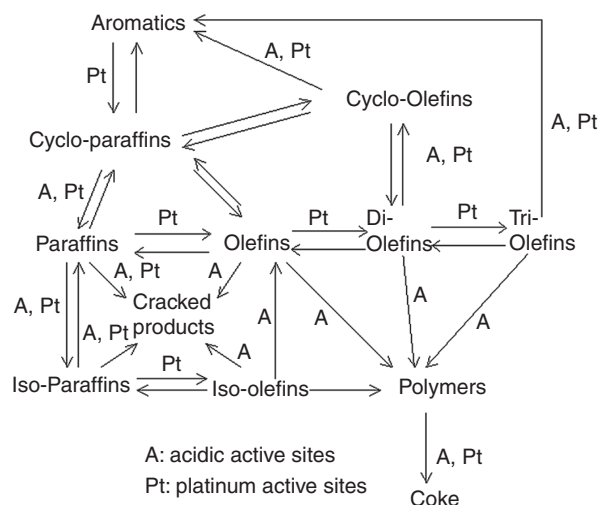 Aromatics
Pt
A, Pt
Cyclo-Olefins
A, Pt
Cyclo-paraffins
A, Pt
A, Pt
Pt
Pt
Di-
Pt
Tri-
Paraffins
Olefins
Olefins
Olefins
A, Pt
A
A
Cracked
products
A, Pt
A, Pt
A
A
A
A
Pt
Iso-Paraffins
Iso-olefins
Polymers
A: acidic active sites
A, Pt
Pt: platinum active sites
Coke